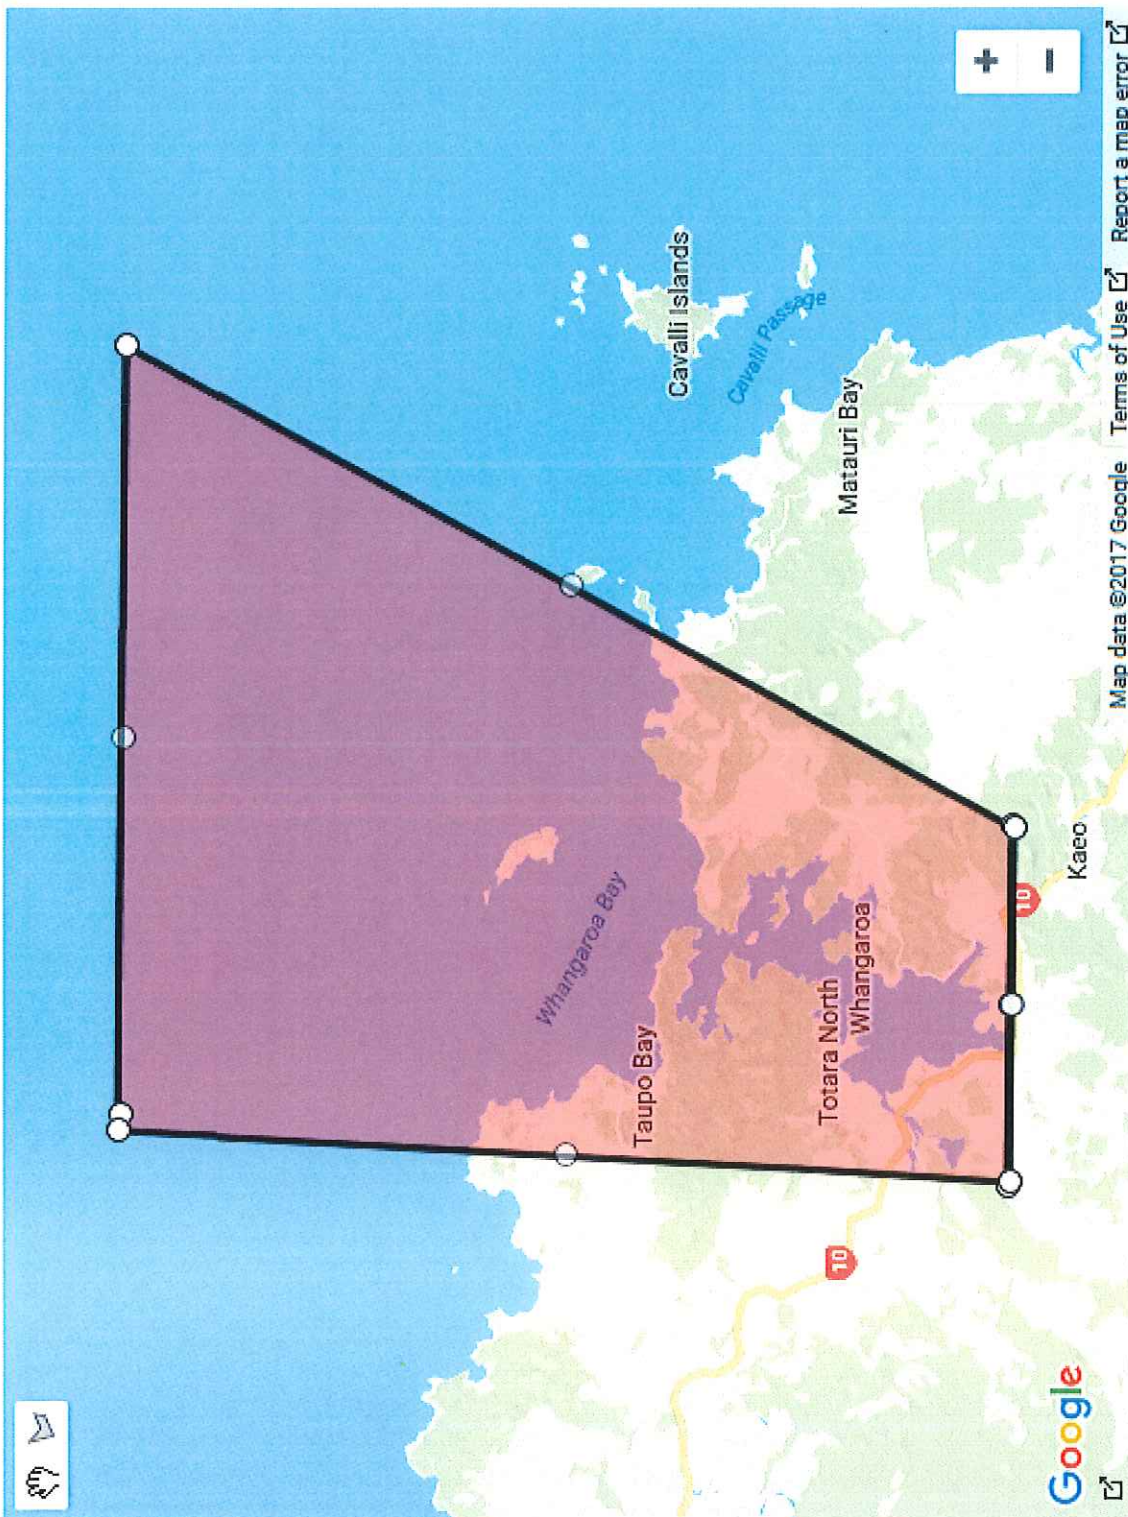 Whangaroa Bay
Taupo Bay
Cavalli Islands
Cavalli Passage
Matauri Bay
Totara North
Whangaroa
10
10
Kaeo
+
−
Google
Map data ©2017 Google
Terms of Use
Report a map error